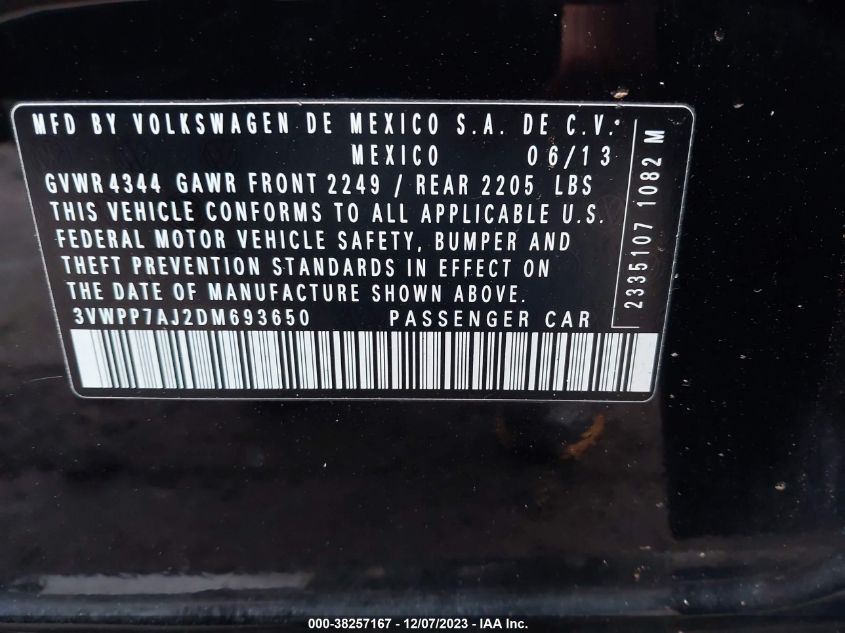 MFD BY VOLKSWAGEN DE MEXICO S.A. DE C.V.
MEXICO 06/13
GVWR 4344 GAWR FRONT 2249 / REAR 2205 LBS
THIS VEHICLE CONFORMS TO ALL APPLICABLE U.S.
FEDERAL MOTOR VEHICLE SAFETY, BUMPER AND
THEFT PREVENTION STANDARDS IN EFFECT ON
THE DATE OF MANUFACTURE SHOWN ABOVE.
3VWPP7AJ2DM693650 PASSENGER CAR
2335107 1082 M
000-38257167 - 12/07/2023 - IAA Inc.